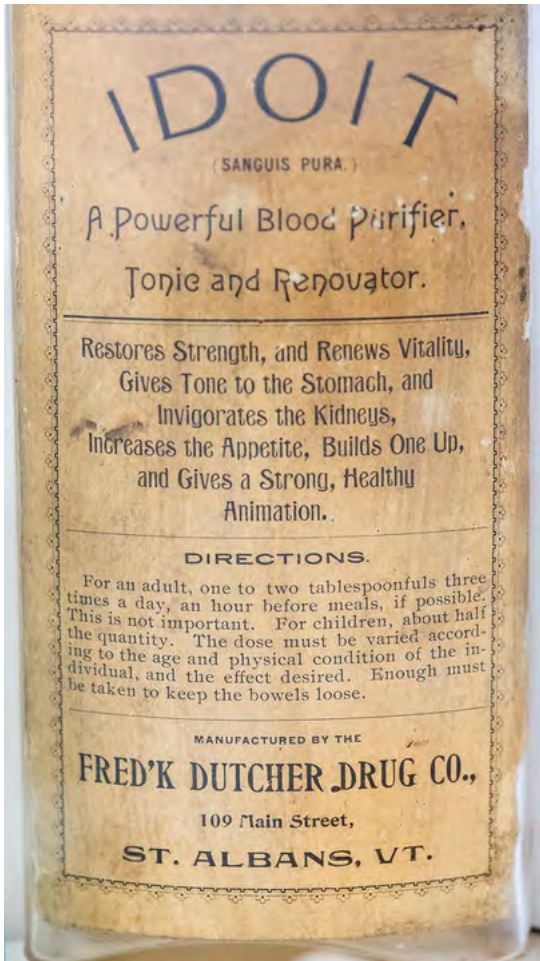 IDOIT
(SANGUIS PURA.)
A Powerful Blood Purifier,
Tonic and Renovator.
Restores Strength, and Renews Vitality,
Gives Tone to the Stomach, and
Invigorates the Kidneys,
Increases the Appetite, Builds One Up,
and Gives a Strong, Healthy
Animation.
DIRECTIONS.
For an adult, one to two tablespoonfuls three
times a day, an hour before meals, if possible.
This is not important. For children, about half
the quantity. The dose must be varied accord-
ing to the age and physical condition of the in-
dividual, and the effect desired. Enough must
be taken to keep the bowels loose.
MANUFACTURED BY THE
FRED'K DUTCHER DRUG CO.,
109 Main Street,
ST. ALBANS, VT.